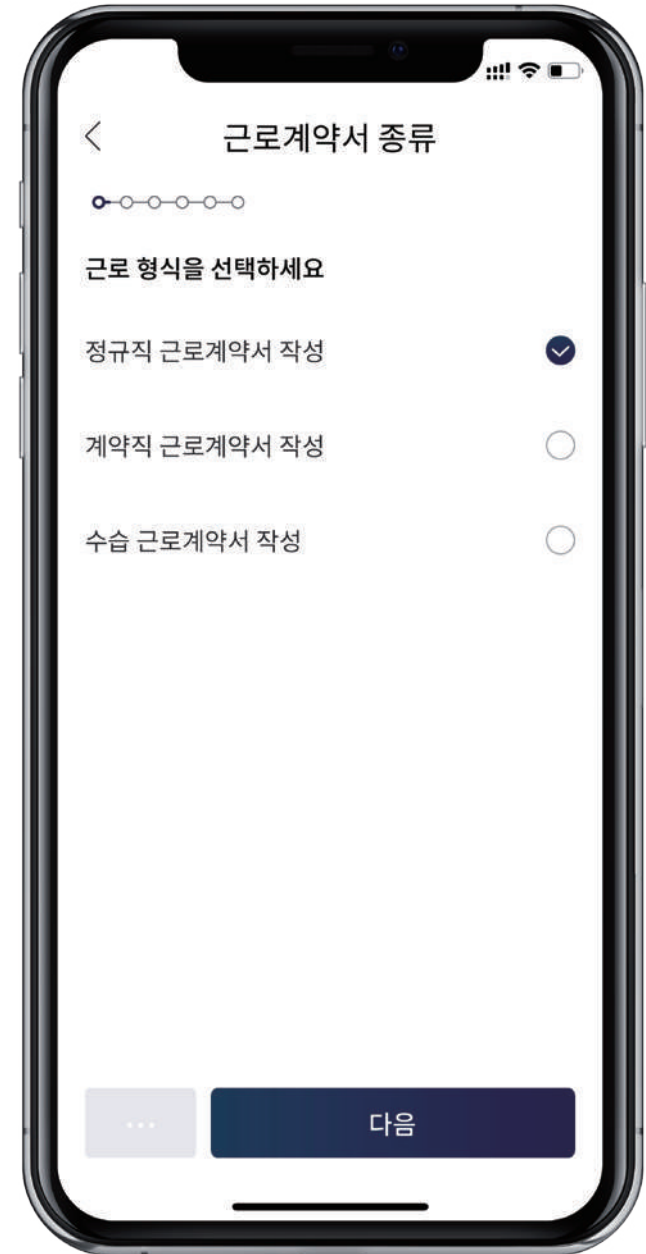 근로계약서 종류
근로 형식을 선택하세요
정규직 근로계약서 작성
계약직 근로계약서 작성
수습 근로계약서 작성
다음